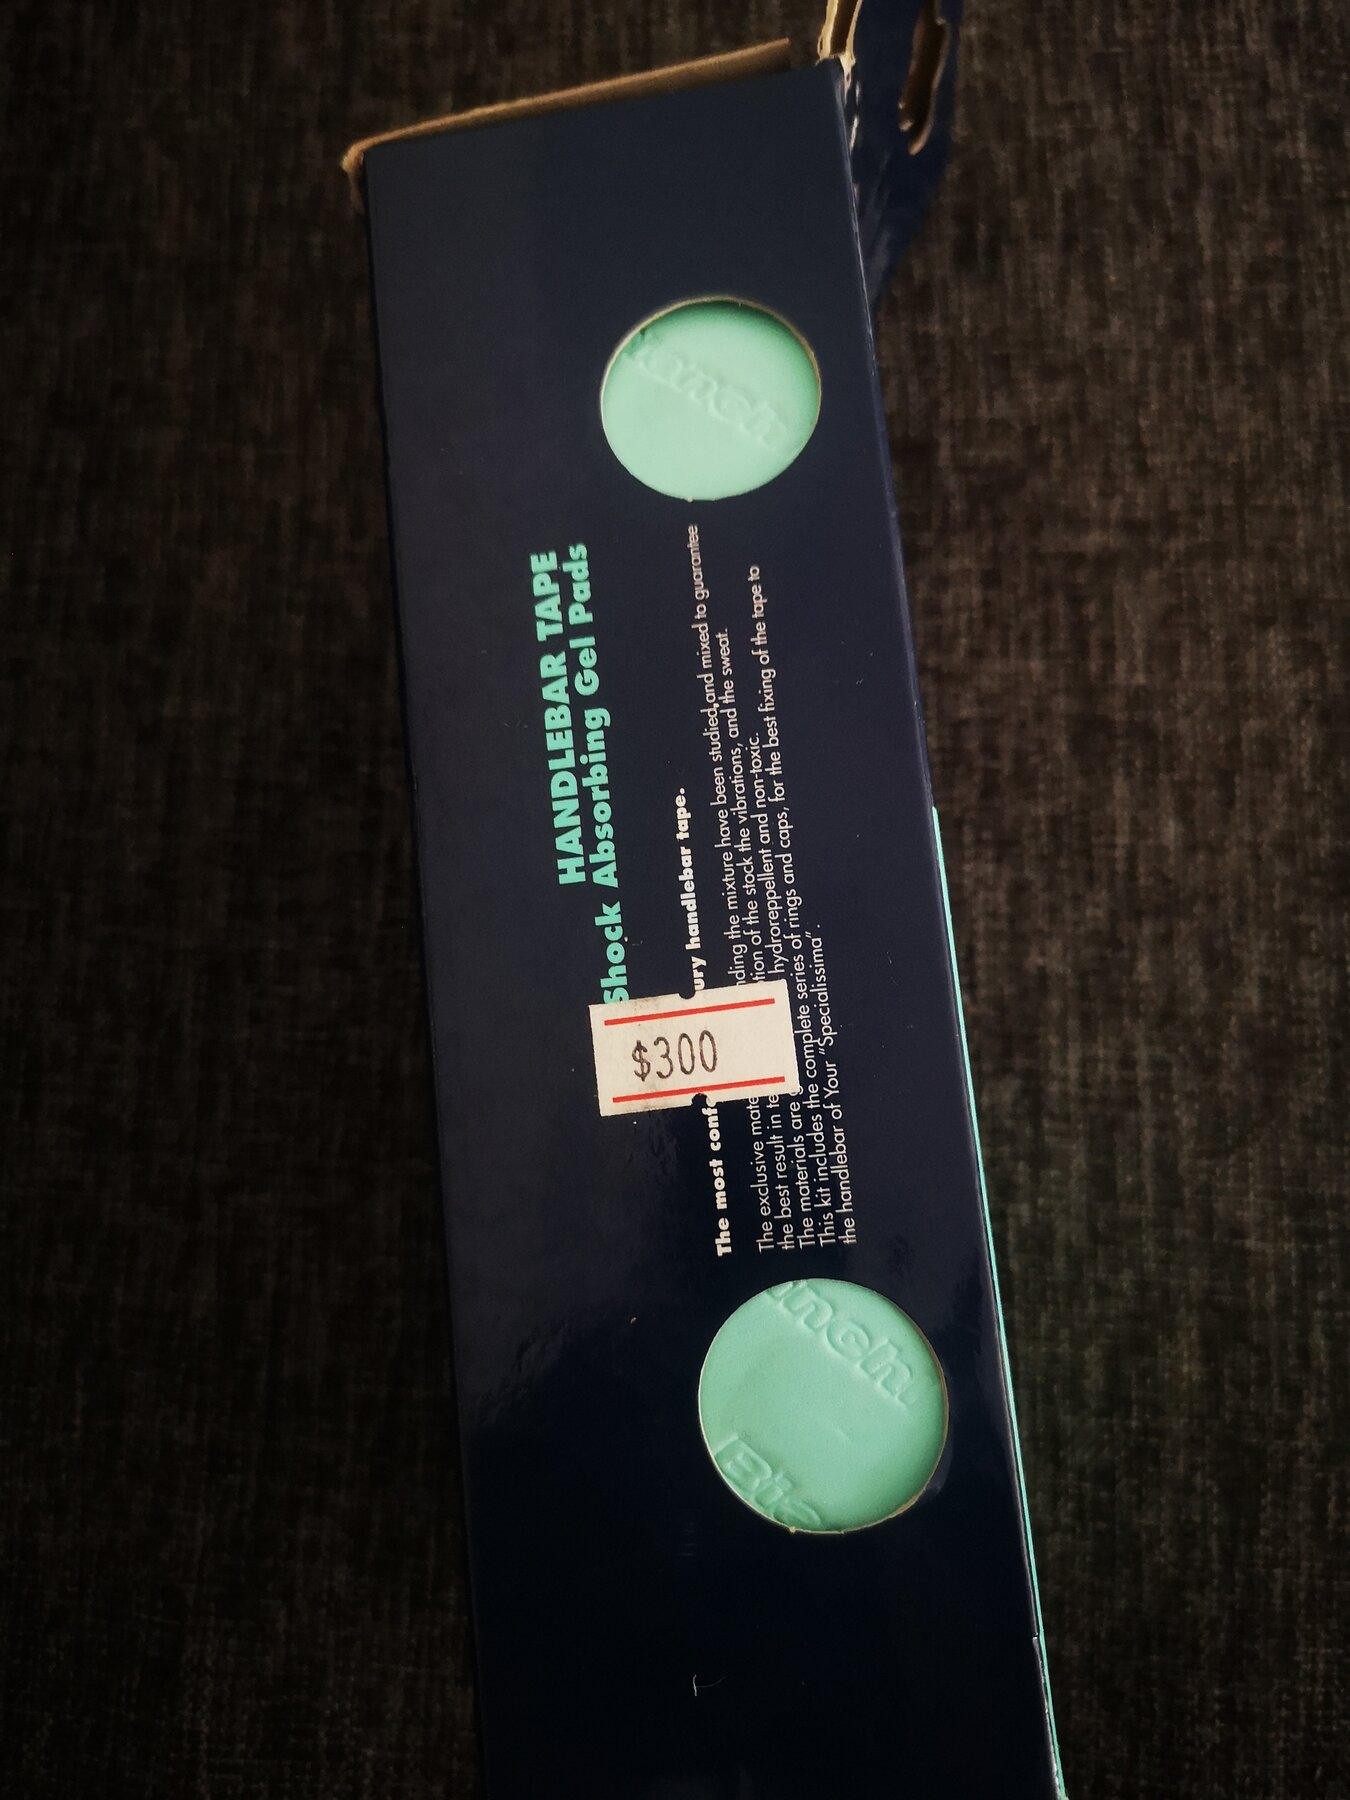 HANDLEBAR TAPE
Shock Absorbing Gel Pads
The most conf ury handlebar tape.
The exclusive mate nding the mixture have been studied,and mixed to guarantee
the best result in te tion of the stock the vibrations, and the sweat.
The materials are hydroreppellent and non-toxic.
This kit includes the complete series of rings and caps, for the best fixing of the tape to
the handlebar of Your "Specialissima".
$300
anch
anch
Bia